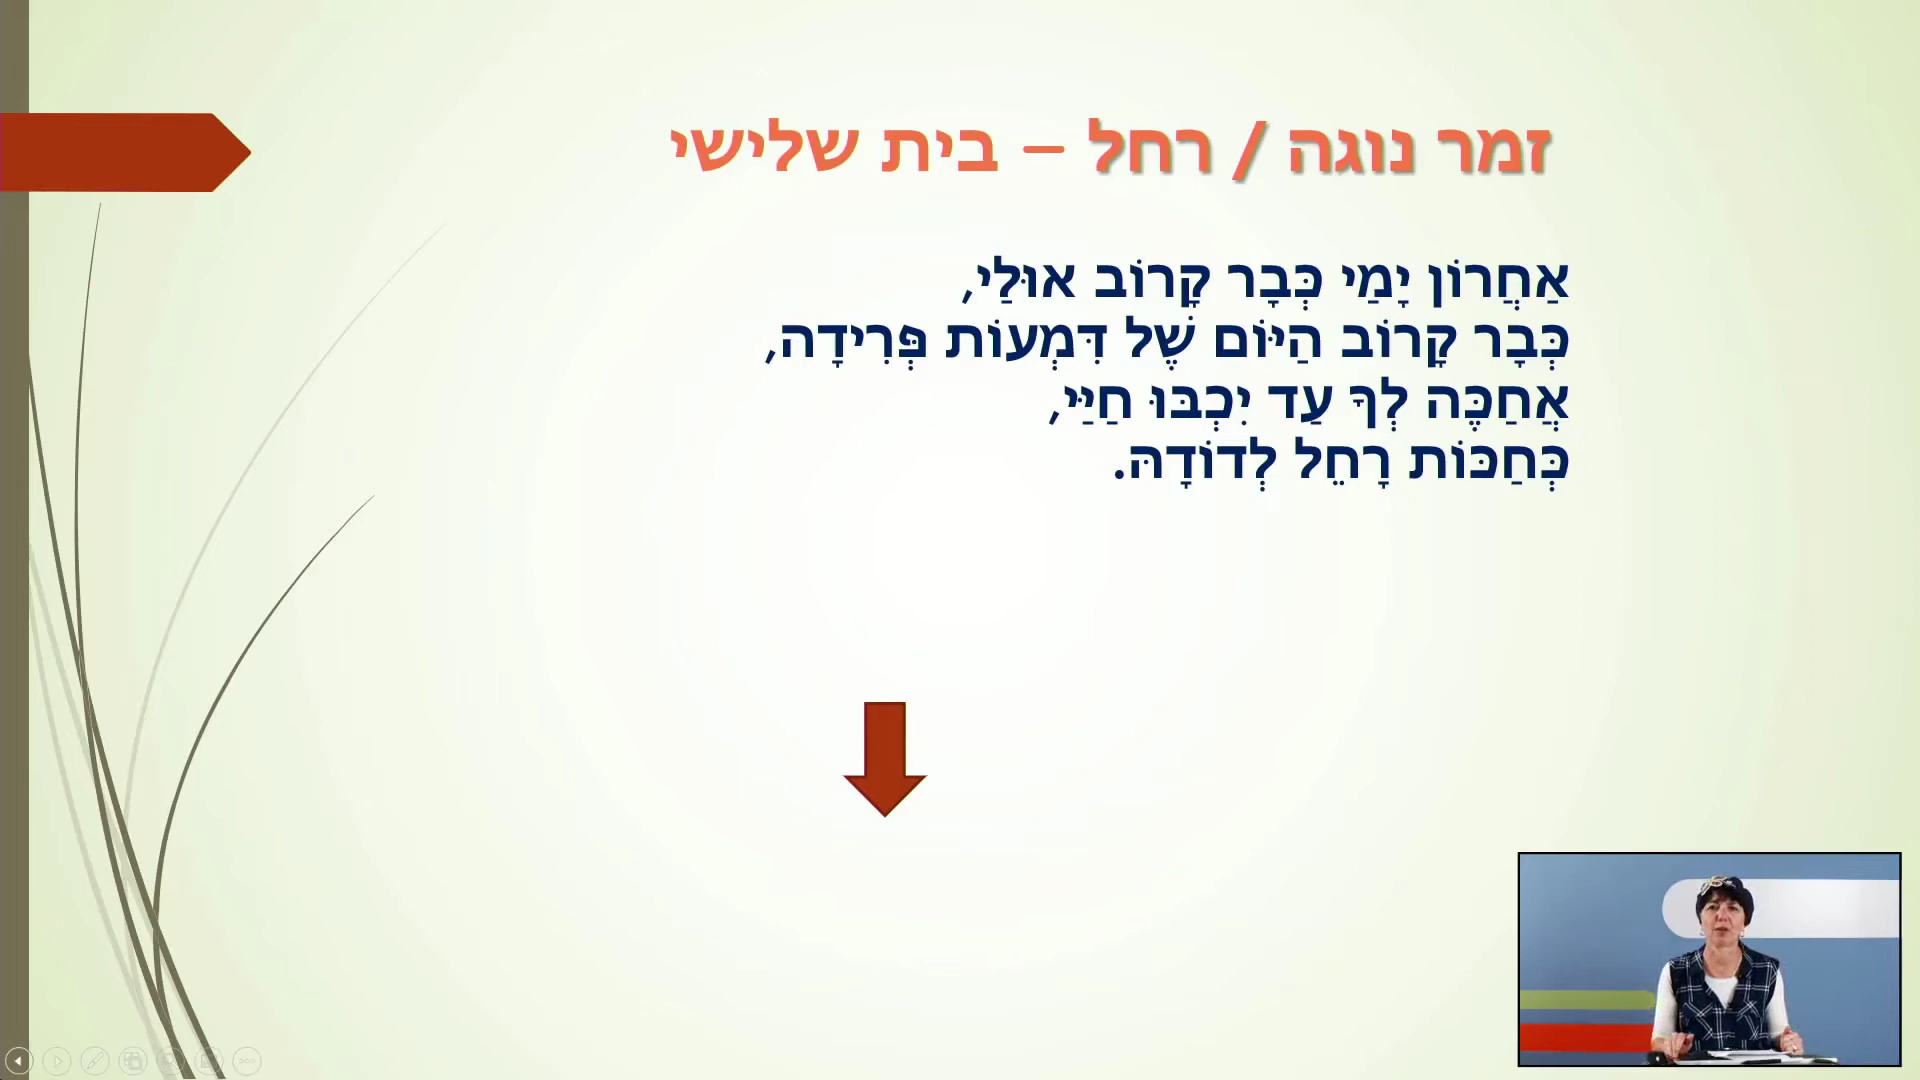 זמר נוגה / רחל – בית שלישי
אַחֲרוֹן יָמַי כְּבָר קָרוֹב אוּלַי,
כְּבָר קָרוֹב הַיּוֹם שֶׁל דִּמְעוֹת פְּרִידָה,
אֲחַכֶּה לְךָ עַד יִכְבּוּ חַיַּי,
כְּחַכּוֹת רָחֵל לְדוֹדָהּ.